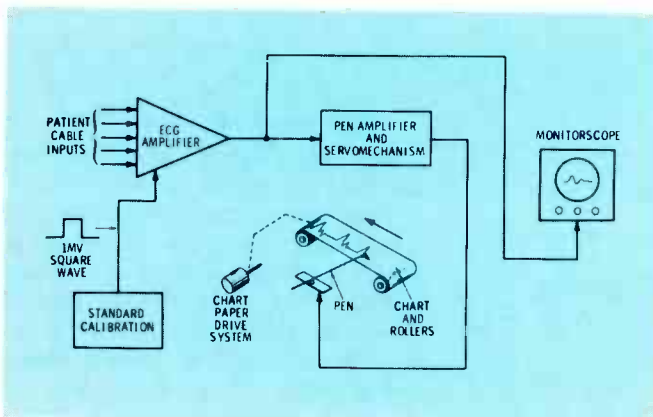 PATIENT
CABLE
INPUTS
ECG
AMPLIFIER
PEN AMPLIFIER
AND
SERVOMECHANISM
MONITORSCOPE
1MV
SQUARE
WAVE
STANDARD
CALIBRATION
CHART
PAPER
DRIVE
SYSTEM
PEN
CHART
AND
ROLLERS